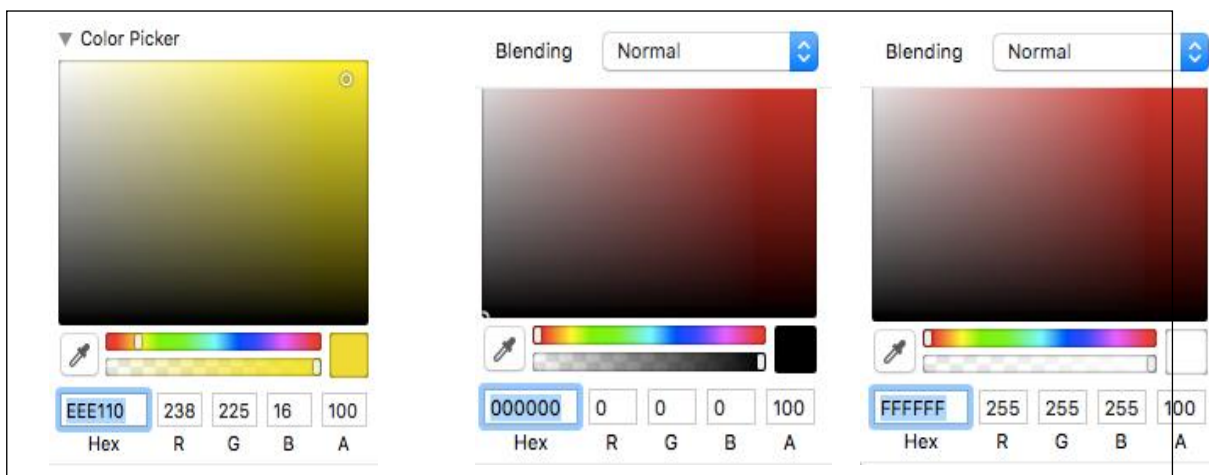 Color Picker
EEE110 238 225 16 100
Hex R G B A
Blending Normal
000000 0 0 0 100
Hex R G B A
Blending Normal
FFFFFF 255 255 255 100
Hex R G B A